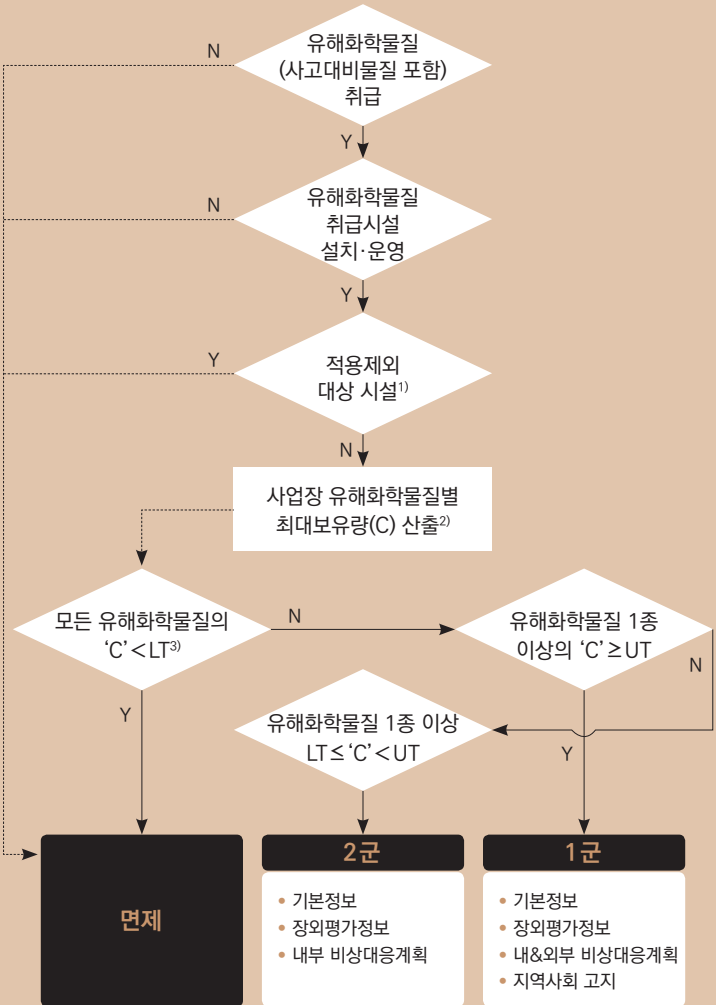 유해화학물질
(사고대비물질 포함)
취급
N
Y
유해화학물질
취급시설
설치·운영
N
Y
적용제외
대상 시설1)
Y
N
사업장 유해화학물질별
최대보유량(C) 산출2)
모든 유해화학물질의
‘C’<LT3)
N
Y
유해화학물질 1종
이상의 ‘C’≥UT
N
Y
유해화학물질 1종 이상
LT≤‘C’<UT
면제
2군
• 기본정보
• 장외평가정보
• 내부 비상대응계획
1군
• 기본정보
• 장외평가정보
• 내&외부 비상대응계획
• 지역사회 고지